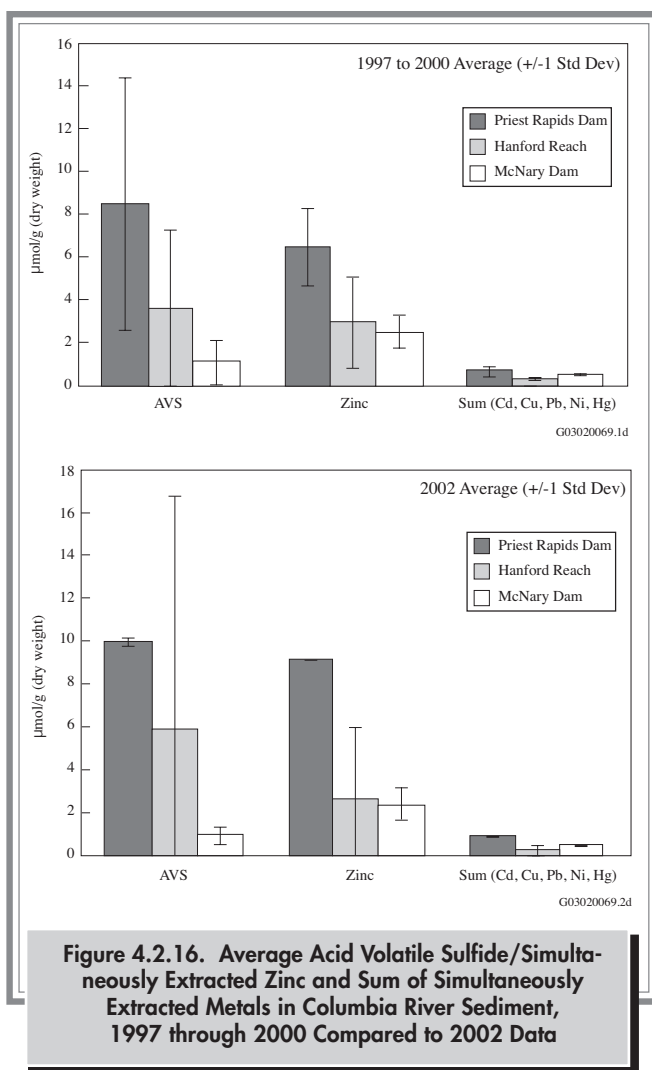 16
14
12
10
8
6
4
2
0
µmol/g (dry weight)
1997 to 2000 Average (+/-1 Std Dev)
Priest Rapids Dam
Hanford Reach
McNary Dam
AVS Zinc Sum (Cd, Cu, Pb, Ni, Hg)
G03020069.1d
18
16
14
12
10
8
6
4
2
0
µmol/g (dry weight)
2002 Average (+/-1 Std Dev)
Priest Rapids Dam
Hanford Reach
McNary Dam
AVS Zinc Sum (Cd, Cu, Pb, Ni, Hg)
G03020069.2d
Figure 4.2.16. Average Acid Volatile Sulfide/Simulta-
neously Extracted Zinc and Sum of Simultaneously
Extracted Metals in Columbia River Sediment,
1997 through 2000 Compared to 2002 Data